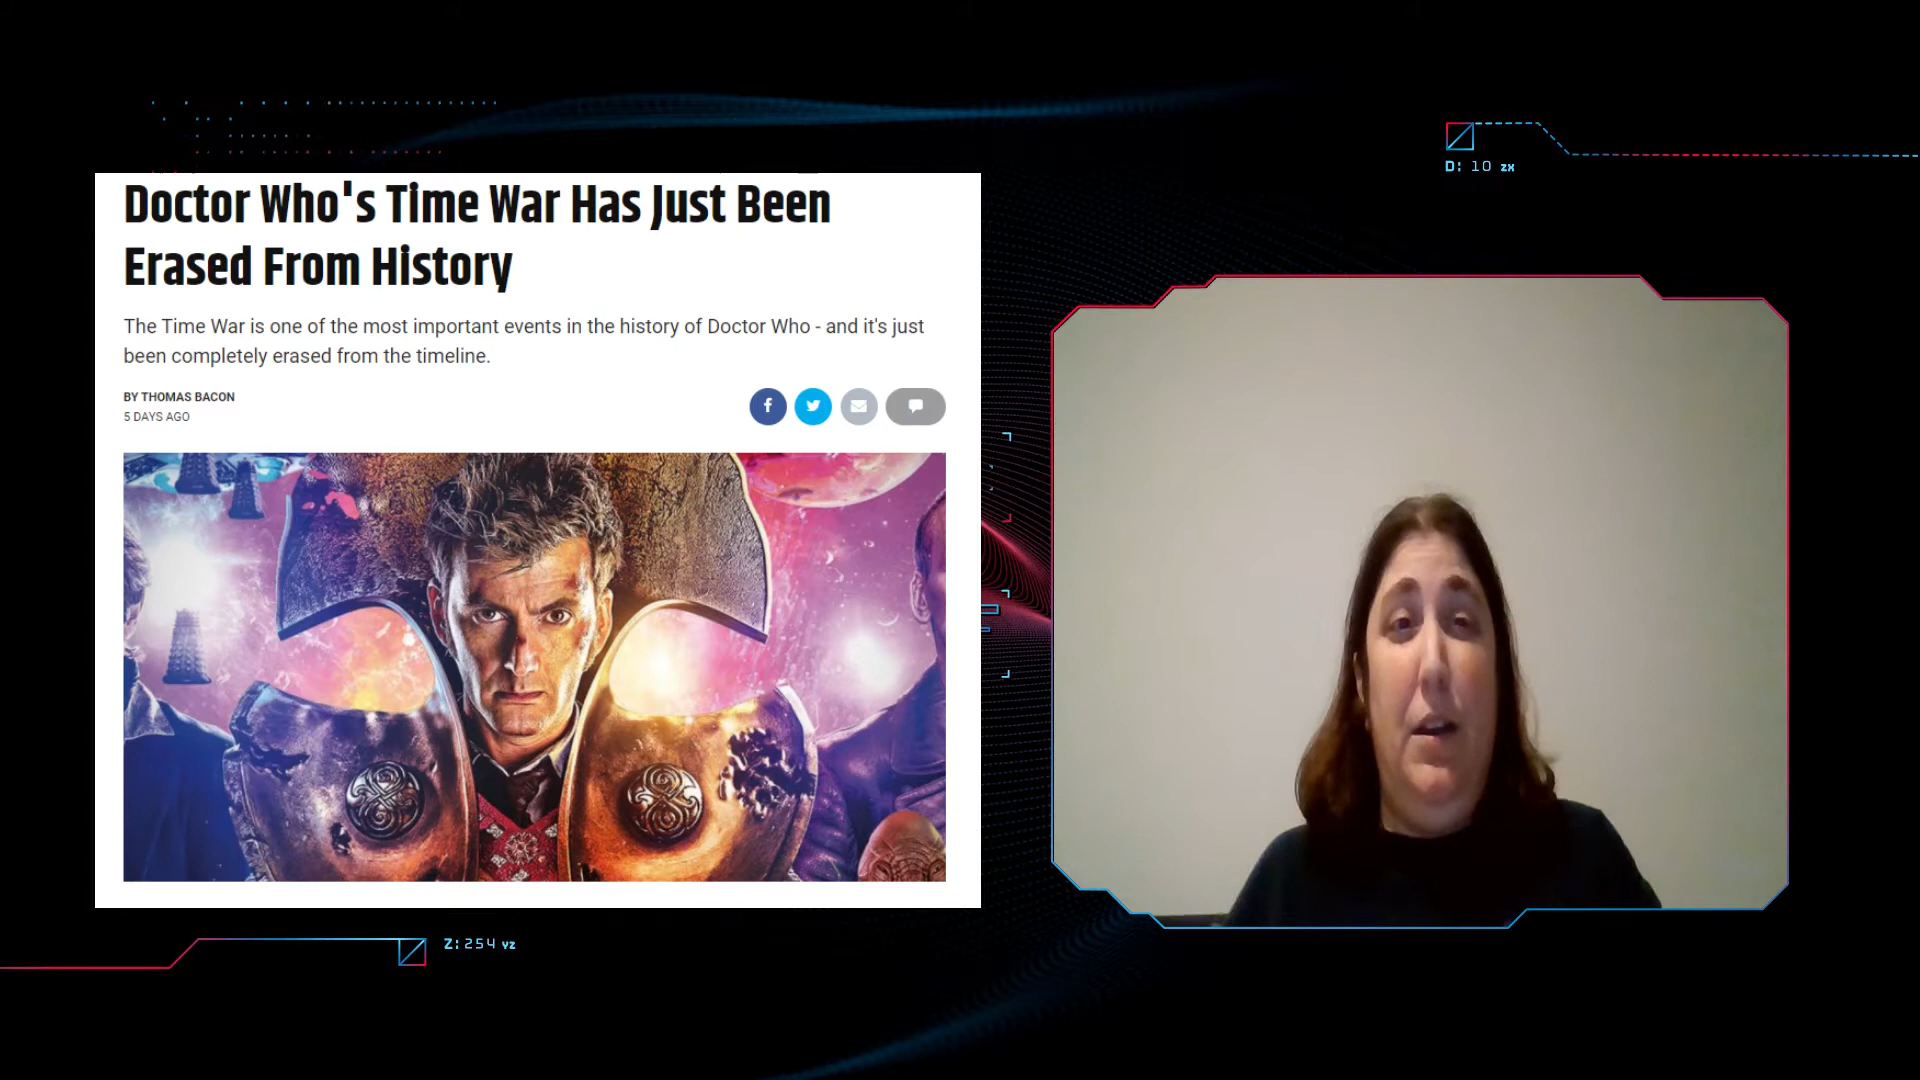 Doctor Who's Time War Has Just Been
Erased From History
The Time War is one of the most important events in the history of Doctor Who - and it's just
been completely erased from the timeline.
BY THOMAS BACON
5 DAYS AGO
D: 10 zx
Z: 254 yz